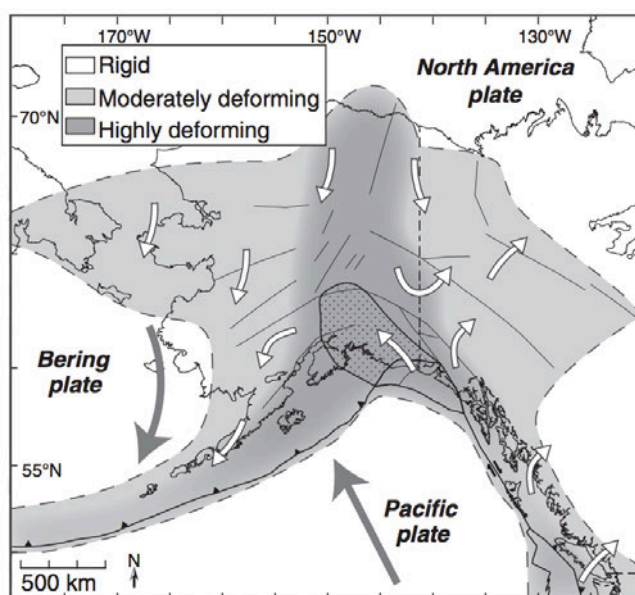 170°W
150°W
130°W
Rigid
Moderately deforming
Highly deforming
North America
plate
70°N
Bering
plate
55°N
Pacific
plate
N
500 km